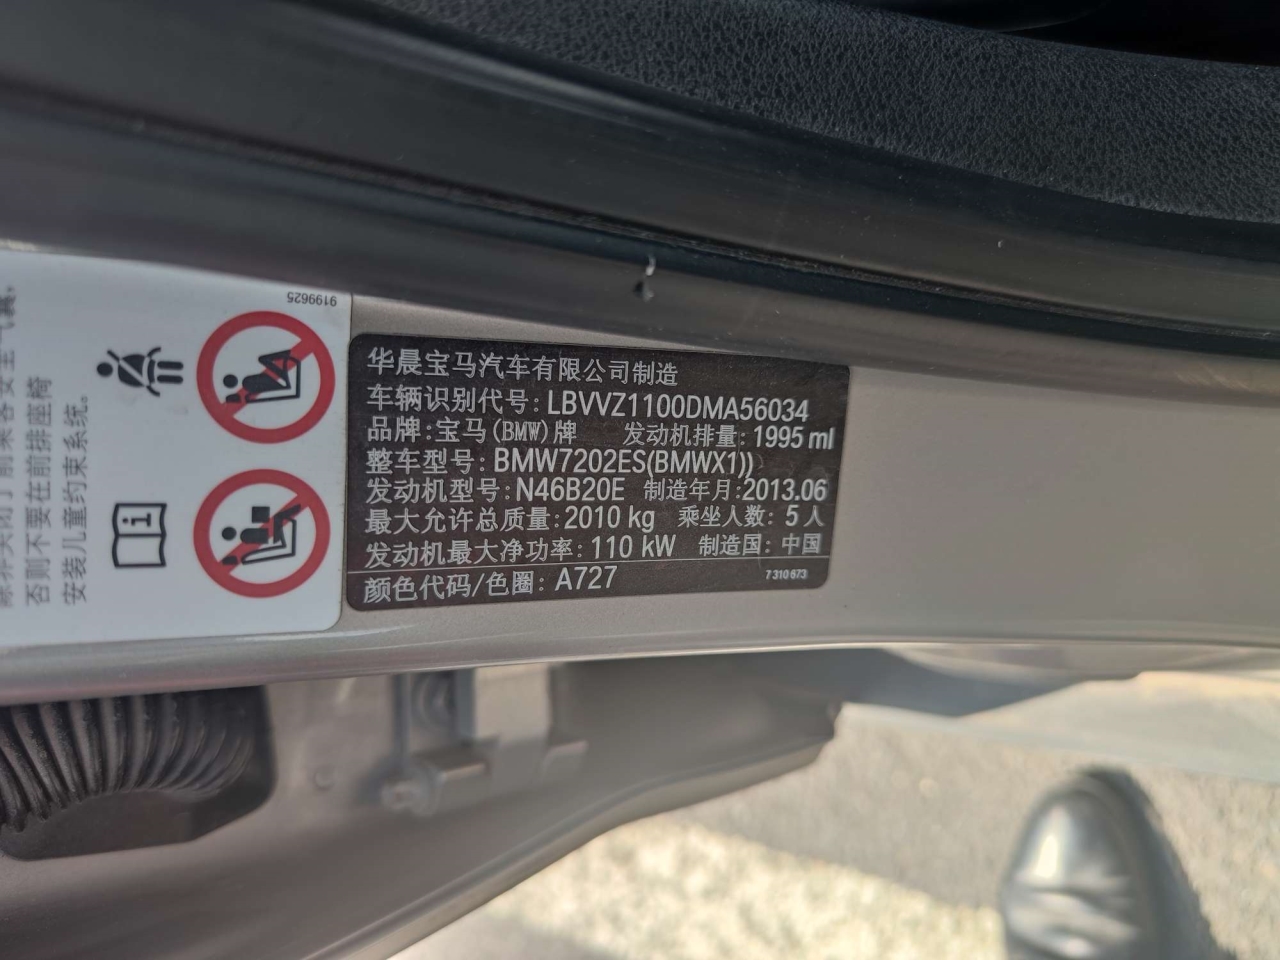 华晨宝马汽车有限公司制造
车辆识别代号: LBVVZ1100DMA56034
品牌: 宝马(BMW)牌 发动机排量: 1995 ml
整车型号: BMW7202ES(BMWX1))
发动机型号: N46B20E 制造年月: 2013.06
最大允许总质量: 2010 kg 乘坐人数: 5 人
发动机最大净功率: 110 kW 制造国: 中国
颜色代码/色圈: A727 7 310 673
9199625
否则不要在前排座椅
安装儿童约束系统。